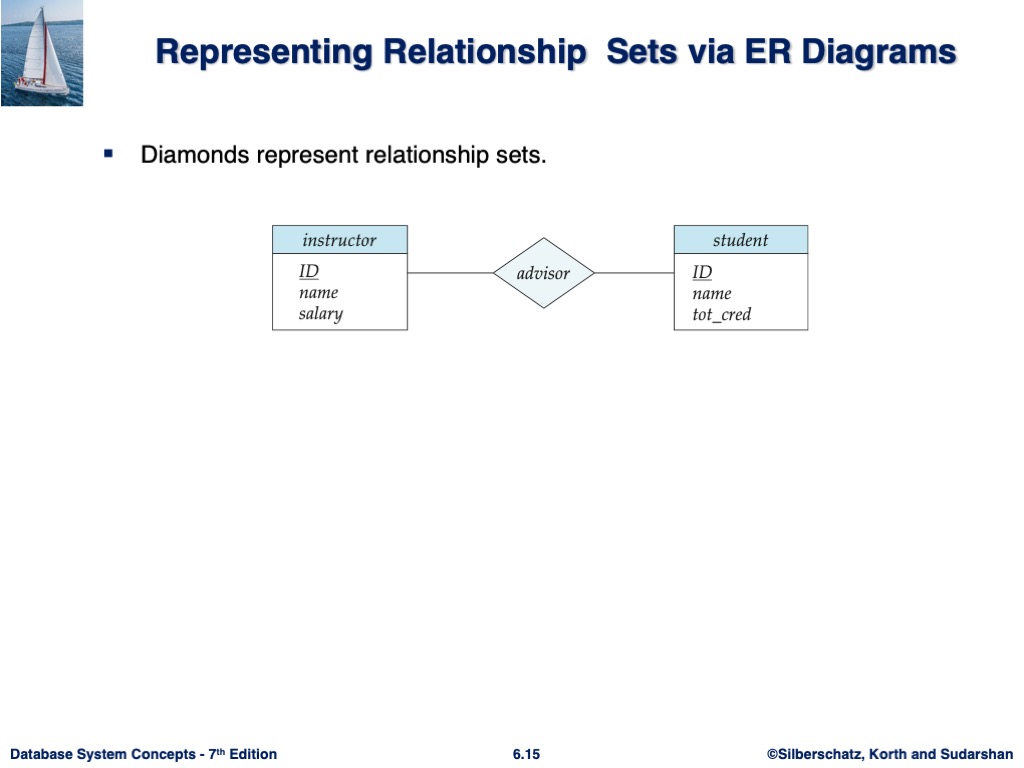 Representing Relationship  Sets via ER Diagrams
▪ Diamonds represent relationship sets.
instructor
ID
name
salary
advisor
student
ID
name
tot_cred
Database System Concepts - 7th Edition
6.15
©Silberschatz, Korth and Sudarshan